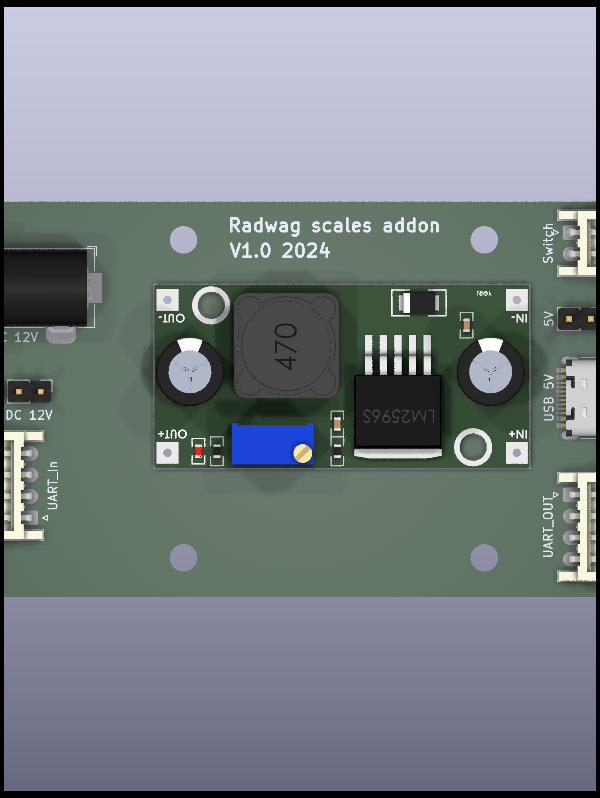 Radwag scales addon
V1.0 2024
Switch
C 12V
DC 12V
UART_In
OUT-
470
IN-
5V
USB 5V
OUT+
LM2596S
IN+
UART_OUT